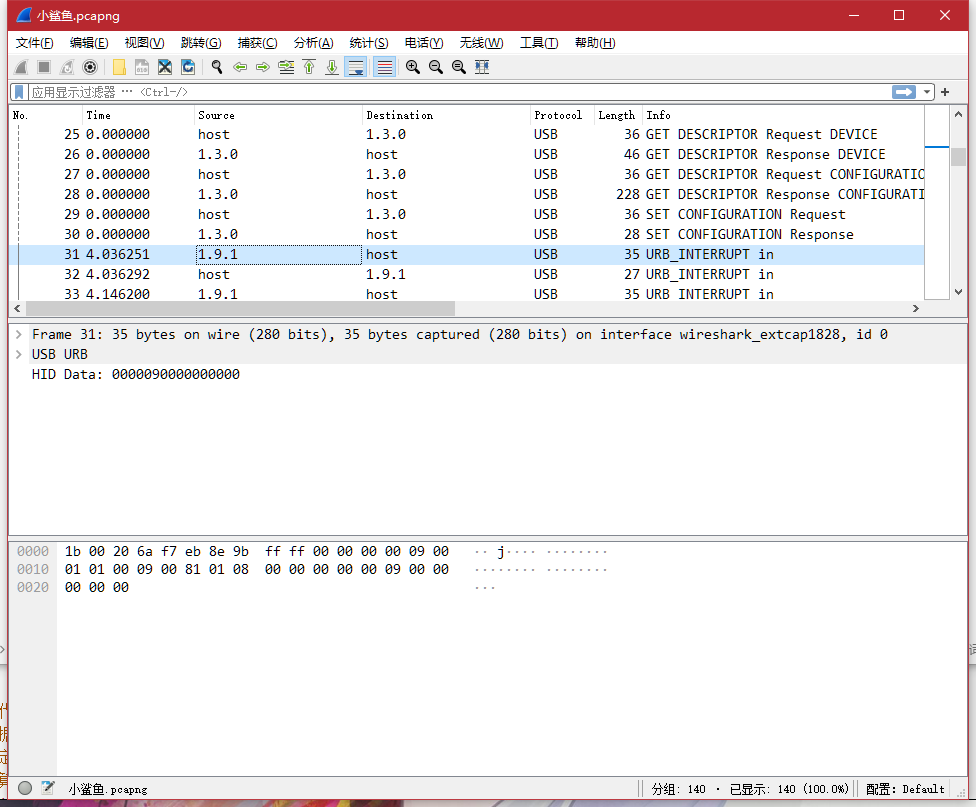 小鲨鱼.pcapng
文件(F) 编辑(E) 视图(V) 跳转(G) 捕获(C) 分析(A) 统计(S) 电话(Y) 无线(W) 工具(T) 帮助(H)
应用显示过滤器 … <Ctrl-/>
No. Time Source Destination Protocol Length Info
25 0.000000 host 1.3.0 USB 36 GET DESCRIPTOR Request DEVICE
26 0.000000 1.3.0 host USB 46 GET DESCRIPTOR Response DEVICE
27 0.000000 host 1.3.0 USB 36 GET DESCRIPTOR Request CONFIGURATIO
28 0.000000 1.3.0 host USB 228 GET DESCRIPTOR Response CONFIGURATI
29 0.000000 host 1.3.0 USB 36 SET CONFIGURATION Request
30 0.000000 1.3.0 host USB 28 SET CONFIGURATION Response
31 4.036251 1.9.1 host USB 35 URB_INTERRUPT in
32 4.036292 host 1.9.1 USB 27 URB_INTERRUPT in
33 4.146200 1.9.1 host USB 35 URB_INTERRUPT in
Frame 31: 35 bytes on wire (280 bits), 35 bytes captured (280 bits) on interface wireshark_extcap1828, id 0
USB URB
HID Data: 0000090000000000
0000 1b 00 20 6a f7 eb 8e 9b ff ff 00 00 00 00 09 00 ·· j···· ········
0010 01 01 00 09 00 81 01 08 00 00 00 00 00 09 00 00 ········ ········
0020 00 00 00 ···
小鲨鱼.pcapng 分组: 140 · 已显示: 140 (100.0%) 配置: Default